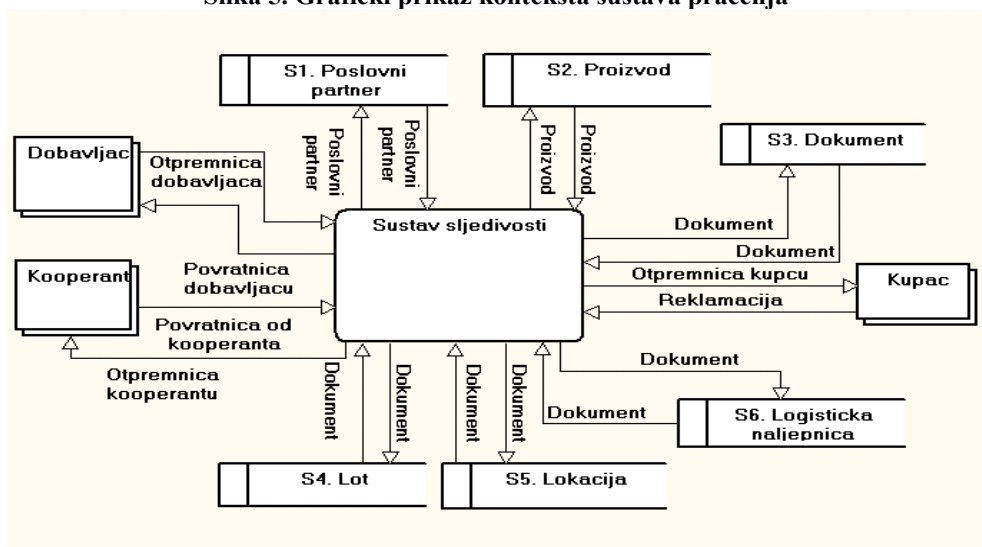 Slika 5. Grafički prikaz konteksta sustava praćenja
S1. Poslovni
partner
S2. Proizvod
S3. Dokument
Dobavljac
Otpremnica
dobavljaca
Poslovni
partner
Poslovni
partner
Proizvod
Proizvod
Sustav sljedivosti
Dokument
Dokument
Kooperant
Povratnica
dobavljacu
Otpremnica kupcu
Kupac
Reklamacija
Povratnica od
kooperanta
Otpremnica
kooperantu
Dokument
Dokument
Dokument
Dokument
Dokument
Dokument
S6. Logisticka
naljepnica
S4. Lot
S5. Lokacija